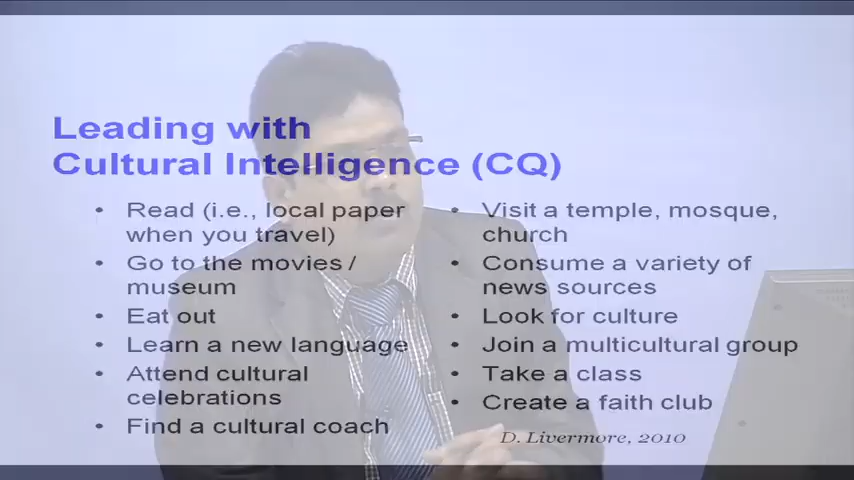 Leading with
Cultural Intelligence (CQ)
• Read (i.e., local paper
when you travel)
• Go to the movies /
museum
• Eat out
• Learn a new language
• Attend cultural
celebrations
• Find a cultural coach
• Visit a temple, mosque,
church
• Consume a variety of
news sources
• Look for culture
• Join a multicultural group
• Take a class
• Create a faith club
D. Livermore, 2010